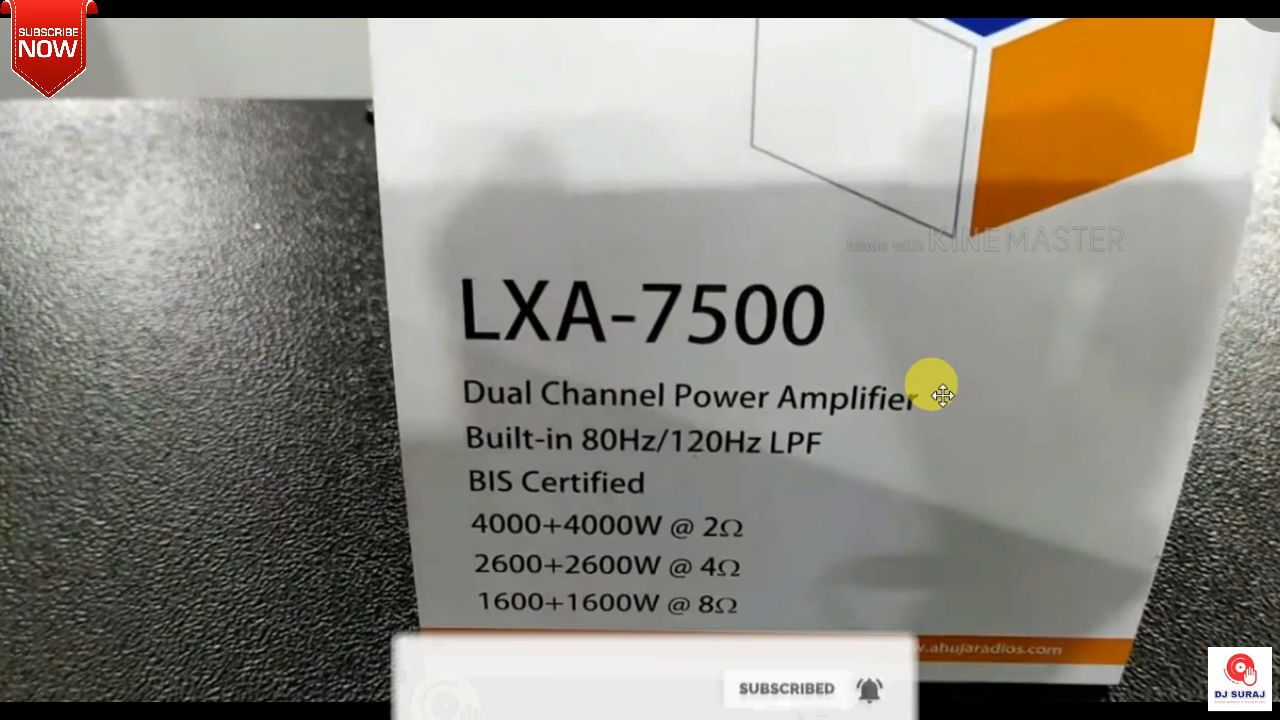 SUBSCRIBE
NOW
Made with KINEMASTER
LXA-7500
Dual Channel Power Amplifier
Built-in 80Hz/120Hz LPF
BIS Certified
4000+4000W @ 2Ω
2600+2600W @ 4Ω
1600+1600W @ 8Ω
.ahujaradios.com
SUBSCRIBED
DJ SURAJ